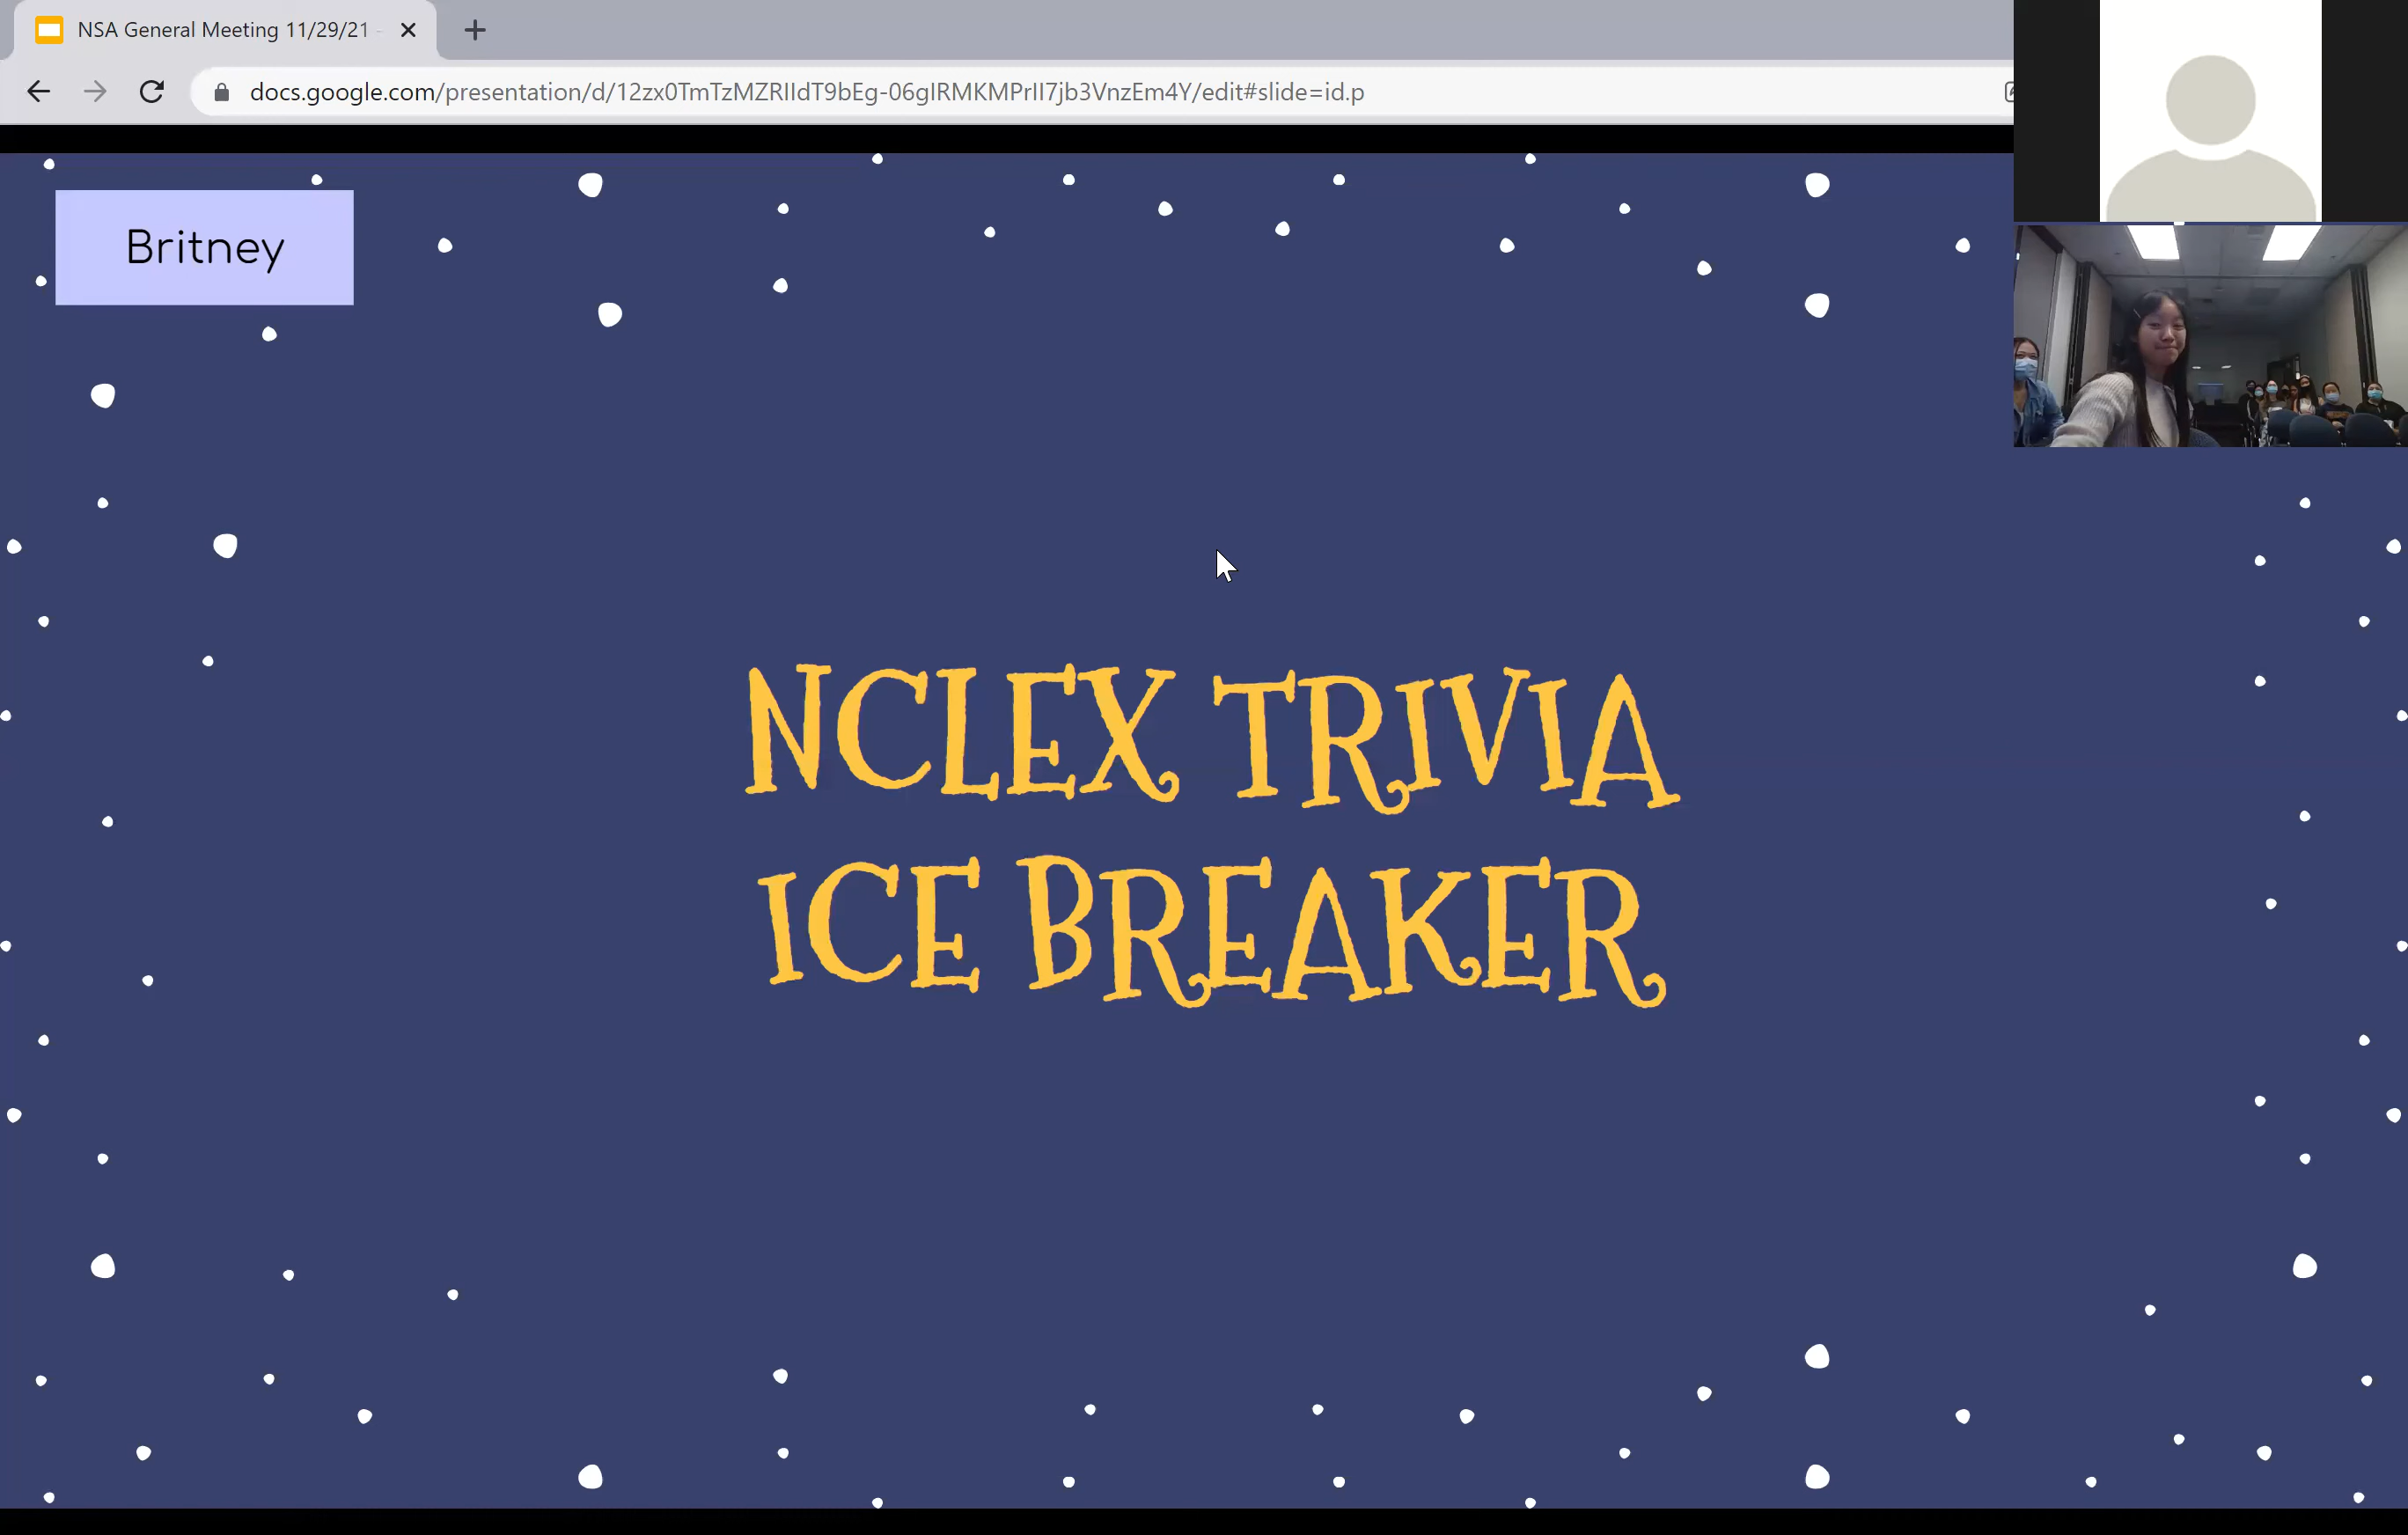 NSA General Meeting 11/29/21 -
docs.google.com/presentation/d/12zx0TmTzMZRIIdT9bEg-06gIRMKMPrII7jb3VnzEm4Y/edit#slide=id.p
Britney
NCLEX TRIVIA
ICE BREAKER